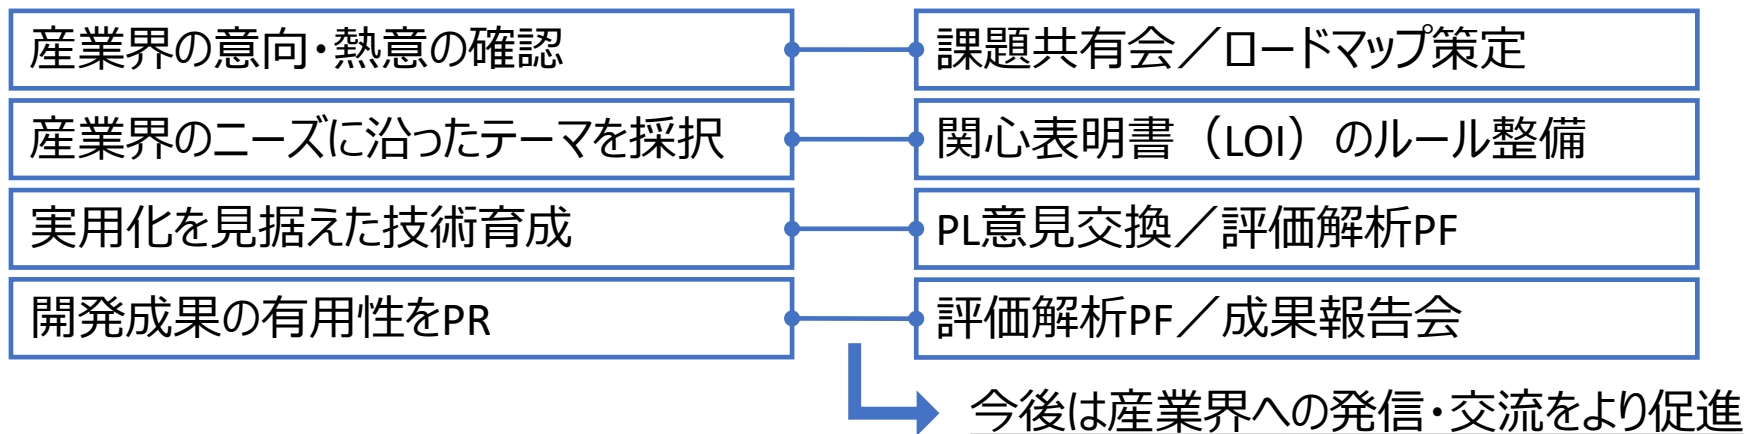 産業界の意向・熱意の確認
課題共有会／ロードマップ策定
産業界のニーズに沿ったテーマを採択
関心表明書（LOI）のルール整備
実用化を見据えた技術育成
PL意見交換／評価解析PF
開発成果の有用性をPR
評価解析PF／成果報告会
今後は産業界への発信・交流をより促進